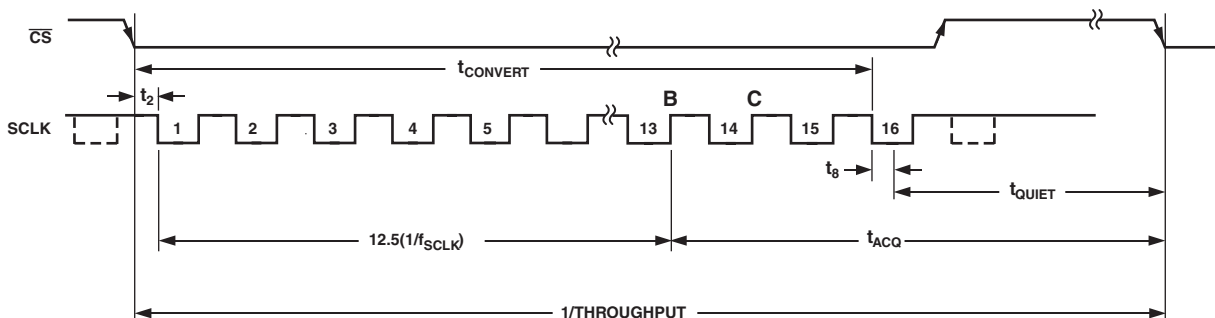 CS
tCONVERT
t2
B
C
SCLK
1
2
3
4
5
13
14
15
16
t8
tQUIET
12.5(1/fSCLK)
tACQ
1/THROUGHPUT